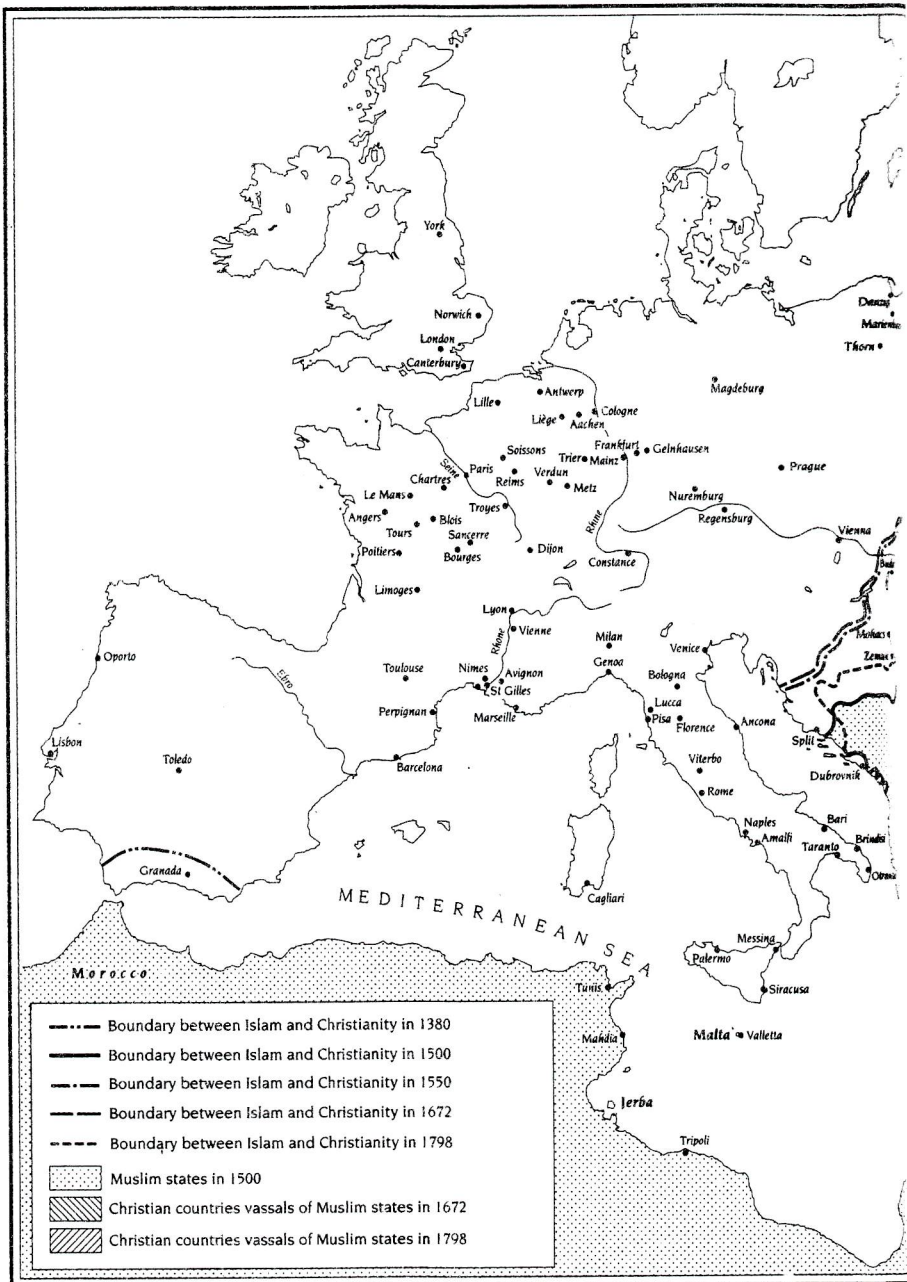 York
Norwich
London
Canterbury
Danzig
Thorn
Magdeburg
Antwerp
Lille
Cologne
Liège
Aachen
Frankfurt
Gelnhausen
Soissons
Trier
Mainz
Seine
Paris
Reims
Verdun
Metz
Prague
Chartres
Le Mans
Troyes
Nuremburg
Regensburg
Rhine
Angers
Blois
Tours
Sancerre
Vienna
Poitiers
Bourges
Dijon
Constance
Limoges
Lyon
Vienne
Rhone
Milan
Venice
Mohacs
Oporto
Ebro
Toulouse
Nimes
Avignon
St Gilles
Genoa
Bologna
Perpignan
Marseille
Lucca
Pisa
Florence
Ancona
Split
Lisbon
Toledo
Barcelona
Viterbo
Dubrovnik
Rome
Naples
Amalfi
Bari
Taranto
Brindisi
Granada
Cagliari
MEDITERRANEAN SEA
Morocco
Messina
Palermo
Tunis
Siracusa
Mahdia
Malta
Valletta
Jerba
Tripoli
Boundary between Islam and Christianity in 1380
Boundary between Islam and Christianity in 1500
Boundary between Islam and Christianity in 1550
Boundary between Islam and Christianity in 1672
Boundary between Islam and Christianity in 1798
Muslim states in 1500
Christian countries vassals of Muslim states in 1672
Christian countries vassals of Muslim states in 1798